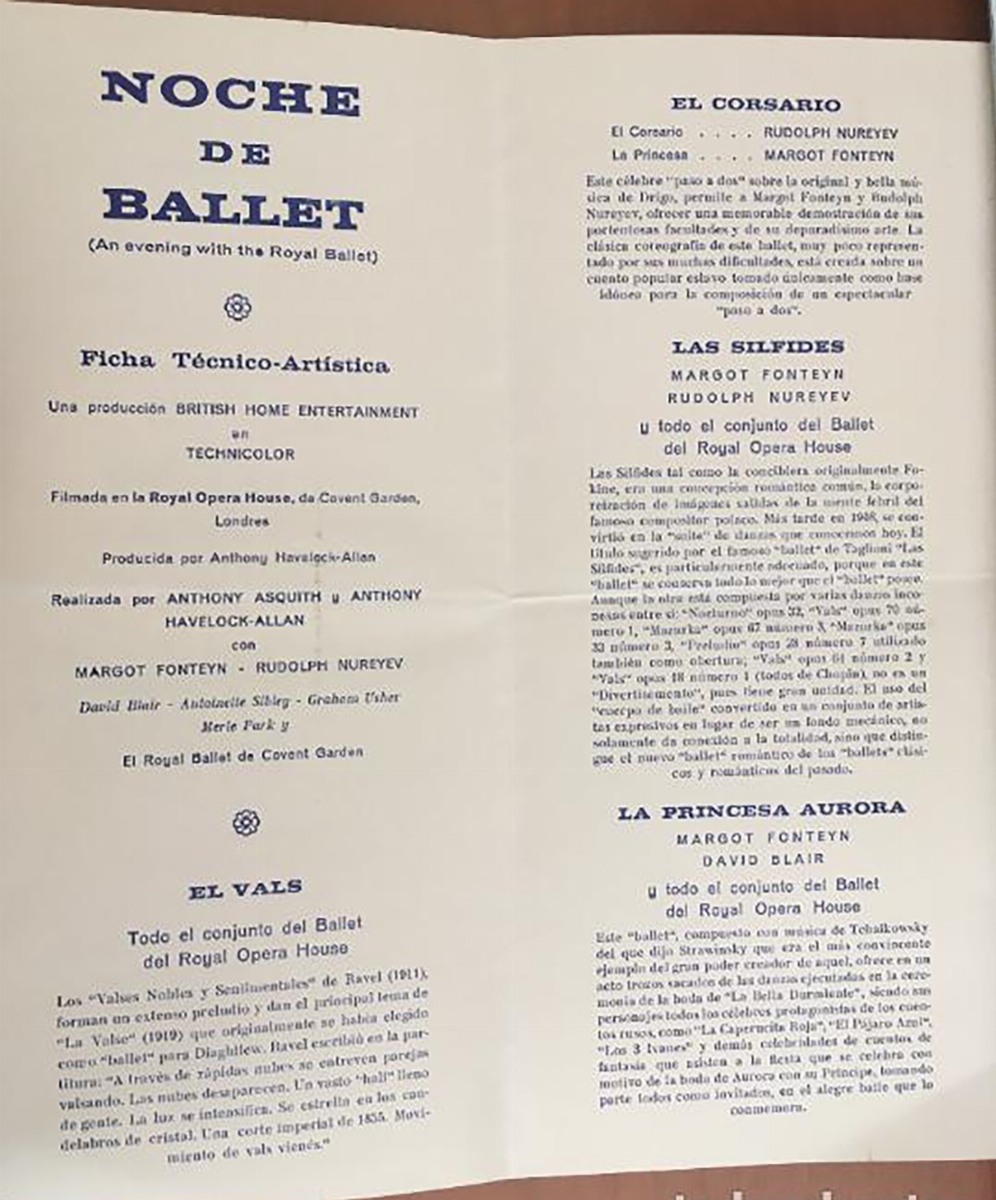 NOCHE
DE
BALLET
(An evening with the Royal Ballet)
Ficha Técnico-Artística
Una producción BRITISH HOME ENTERTAINMENT
en
TECHNICOLOR
Filmada en la Royal Opera House, de Covent Garden,
Londres
Producida por Anthony Havelock-Allan
Realizada por ANTHONY ASQUITH y ANTHONY
HAVELOCK-ALLAN
con
MARGOT FONTEYN - RUDOLPH NUREYEV
David Blair - Antoinette Sibley - Graham Usher
Merle Park y
El Royal Ballet de Covent Garden
EL VALS
Todo el conjunto del Ballet
del Royal Opera House
Los "Valses Nobles y Sentimentales" de Ravel (1911),
forman un extenso preludio y dan el principal tema de
"La Valse" (1919) que originalmente se había elegido
como "ballet" para Diaghilew. Ravel escribió en la par-
titura: "A través de rápidas nubes se entreven parejas
valsando. Las nubes desaparecen. Un vasto "hall" lleno
de gente. La luz se intensifica. Se estrella en los can-
delabros de cristal. Una corte imperial de 1855. Movi-
miento de vals vienés."
EL CORSARIO
El Corsario . . . . RUDOLPH NUREYEV
La Princesa . . . . MARGOT FONTEYN
Este célebre "paso a dos" sobre la original y bella mú-
sica de Drigo, permite a Margot Fonteyn y Rudolph
Nureyev, ofrecer una memorable demostración de sus
portentosas facultades y de su depuradísimo arte. La
clásica coreografía de este ballet, muy poco represen-
tado por sus muchas dificultades, está creada sobre un
cuento popular eslavo tomado únicamente como base
idónea para la composición de un espectacular
"paso a dos".
LAS SILFIDES
MARGOT FONTEYN
RUDOLPH NUREYEV
y todo el conjunto del Ballet
del Royal Opera House
Las Silfides tal como la concibiera originalmente Fo-
kine, era una concepción romántica común, la corpo-
reización de imágenes salidas de la mente febril del
famoso compositor polaco. Más tarde en 1908, se con-
virtió en la "suite" de danzas que conocemos hoy. El
título sugerido por el famoso "ballet" de Taglioni "Las
Silfides", es particularmente adecuado, porque en este
"ballet" se conserva todo lo mejor que el "ballet" posee.
Aunque la obra está compuesta por varias danzas inco-
nexas entre sí: "Nocturno" opus 32, "Vals" opus 70 nú-
mero 1, "Mazurka" opus 67 número 3, "Mazurka" opus
33 número 3, "Preludio" opus 28 número 7 utilizado
también como obertura; "Vals" opus 64 número 2 y
"Vals" opus 18 número 1 (todos de Chopin), no es un
"Divertisemento", pues tiene gran unidad. El uso del
"cuerpo de baile" convertido en un conjunto de artis-
tas expresivos en lugar de ser un fondo mecánico, no
solamente da conexión a la totalidad, sino que distin-
gue el nuevo "ballet" romántico de los "ballets" clási-
cos y románticos del pasado.
LA PRINCESA AURORA
MARGOT FONTEYN
DAVID BLAIR
y todo el conjunto del Ballet
del Royal Opera House
Este "ballet", compuesto con música de Tchaikowsky
del que dijo Strawinsky que era el más convincente
ejemplo del gran poder creador de aquel, ofrece en un
acto trozos sacados de las danzas ejecutadas en la cere-
monia de la boda de "La Bella Durmiente", siendo sus
personajes todos los célebres protagonistas de los cuen-
tos rusos, como "La Caperucita Roja", "El Pájaro Azul",
"Los 3 Ivanes" y demás celebridades de cuentos de
fantasía que asisten a la fiesta que se celebra con
motivo de la boda de Aurora con su Príncipe, tomando
parte todos como invitados, en el alegre baile que lo
conmemora.